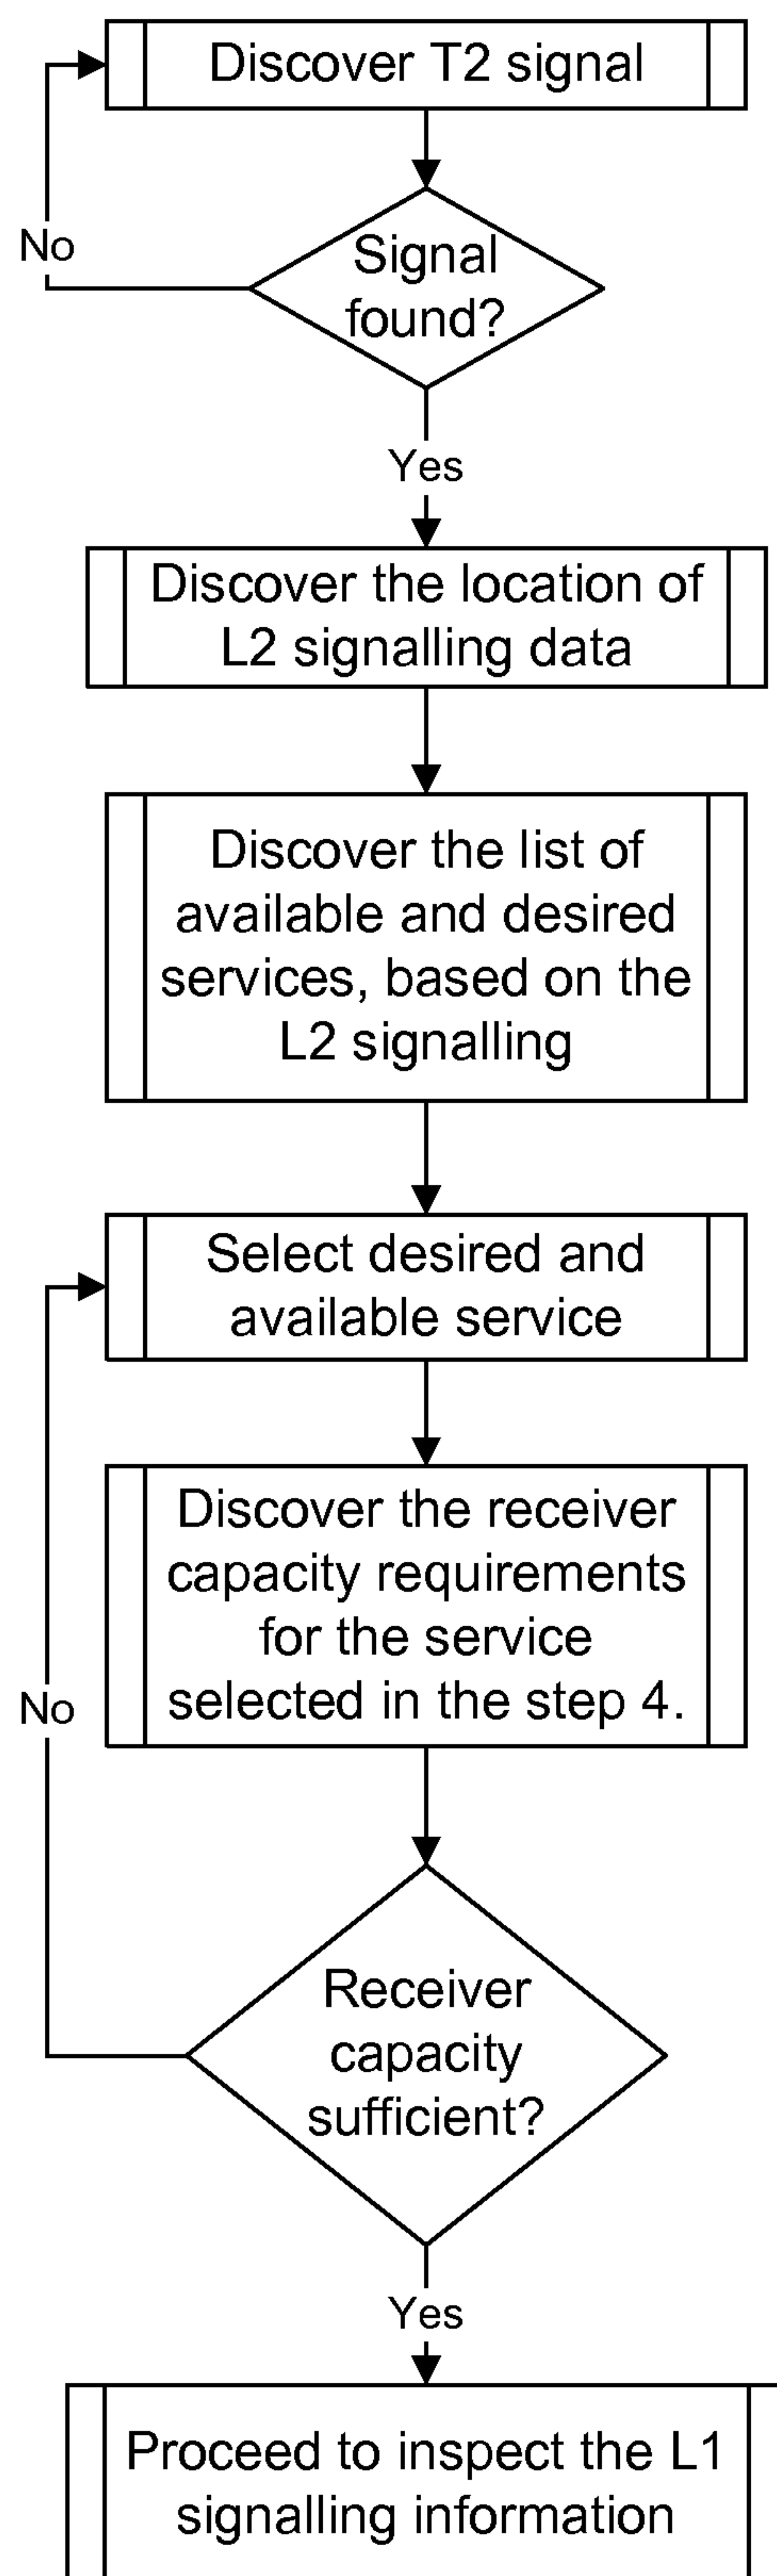 Discover T2 signal
No
Signal
found?
Yes
Discover the location of
L2 signalling data
Discover the list of
available and desired
services, based on the
L2 signalling
Select desired and
available service
Discover the receiver
capacity requirements
for the service
selected in the step 4.
No
Receiver
capacity
sufficient?
Yes
Proceed to inspect the L1
signalling information